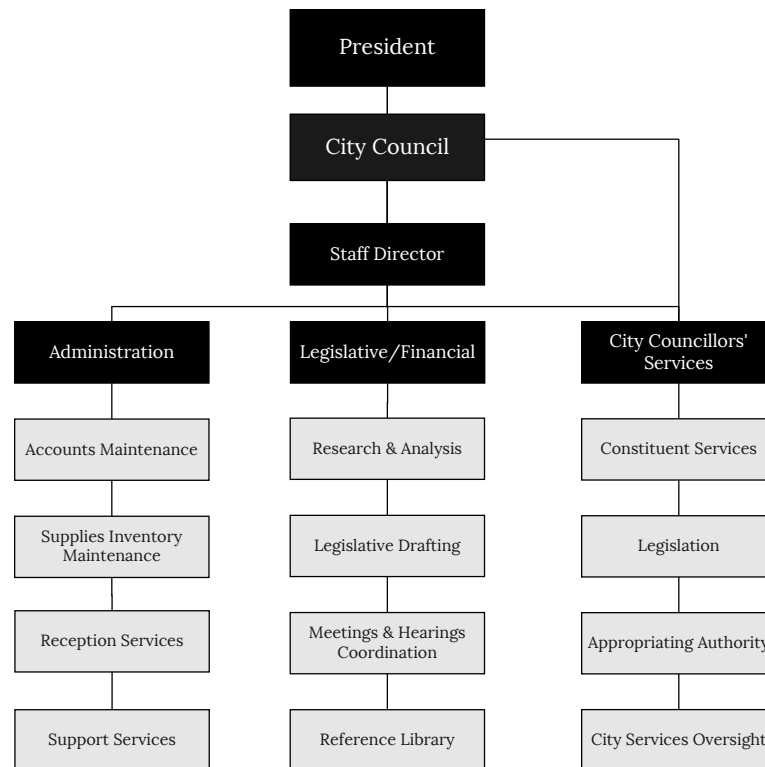 President
City Council
Staff Director
Administration
Legislative/Financial
City Councillors'
Services
Accounts Maintenance
Research & Analysis
Constituent Services
Supplies Inventory
Maintenance
Legislative Drafting
Legislation
Reception Services
Meetings & Hearings
Coordination
Appropriating Authority
Support Services
Reference Library
City Services Oversight